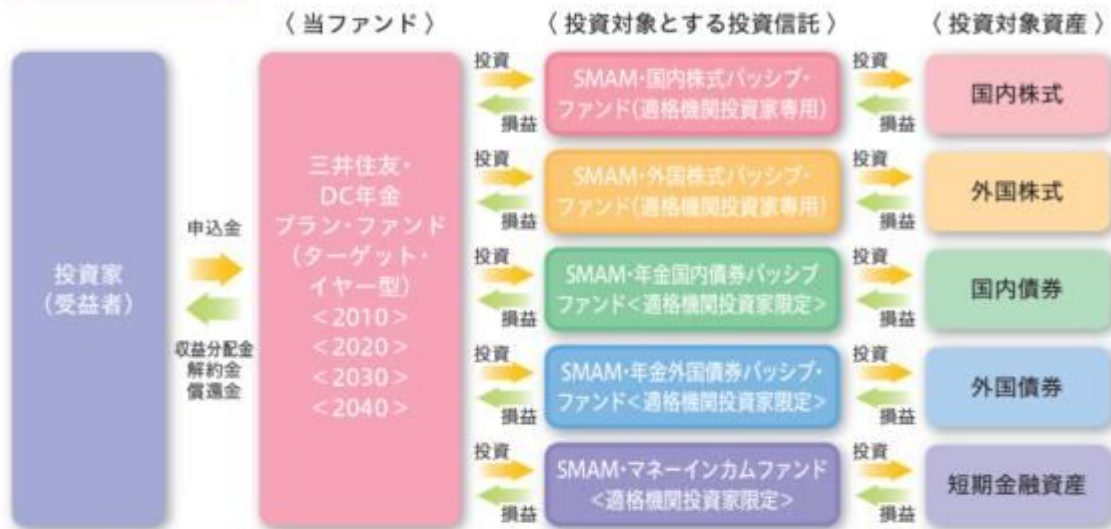 〈 当ファンド 〉
〈 投資対象とする投資信託 〉
〈 投資対象資産 〉
投資家
(受益者)
申込金
収益分配金
解約金
償還金
三井住友・
DC年金
プラン・ファンド
(ターゲット・
イヤー型)
<2010>
<2020>
<2030>
<2040>
投資
損益
SMAM・国内株式パッシブ・
ファンド(適格機関投資家専用)
投資
損益
国内株式
投資
損益
SMAM・外国株式パッシブ・
ファンド(適格機関投資家専用)
投資
損益
外国株式
投資
損益
SMAM・年金国内債券パッシブ
ファンド<適格機関投資家限定>
投資
損益
国内債券
投資
損益
SMAM・年金外国債券パッシブ・
ファンド<適格機関投資家限定>
投資
損益
外国債券
投資
損益
SMAM・マネーインカムファンド
<適格機関投資家限定>
投資
損益
短期金融資産